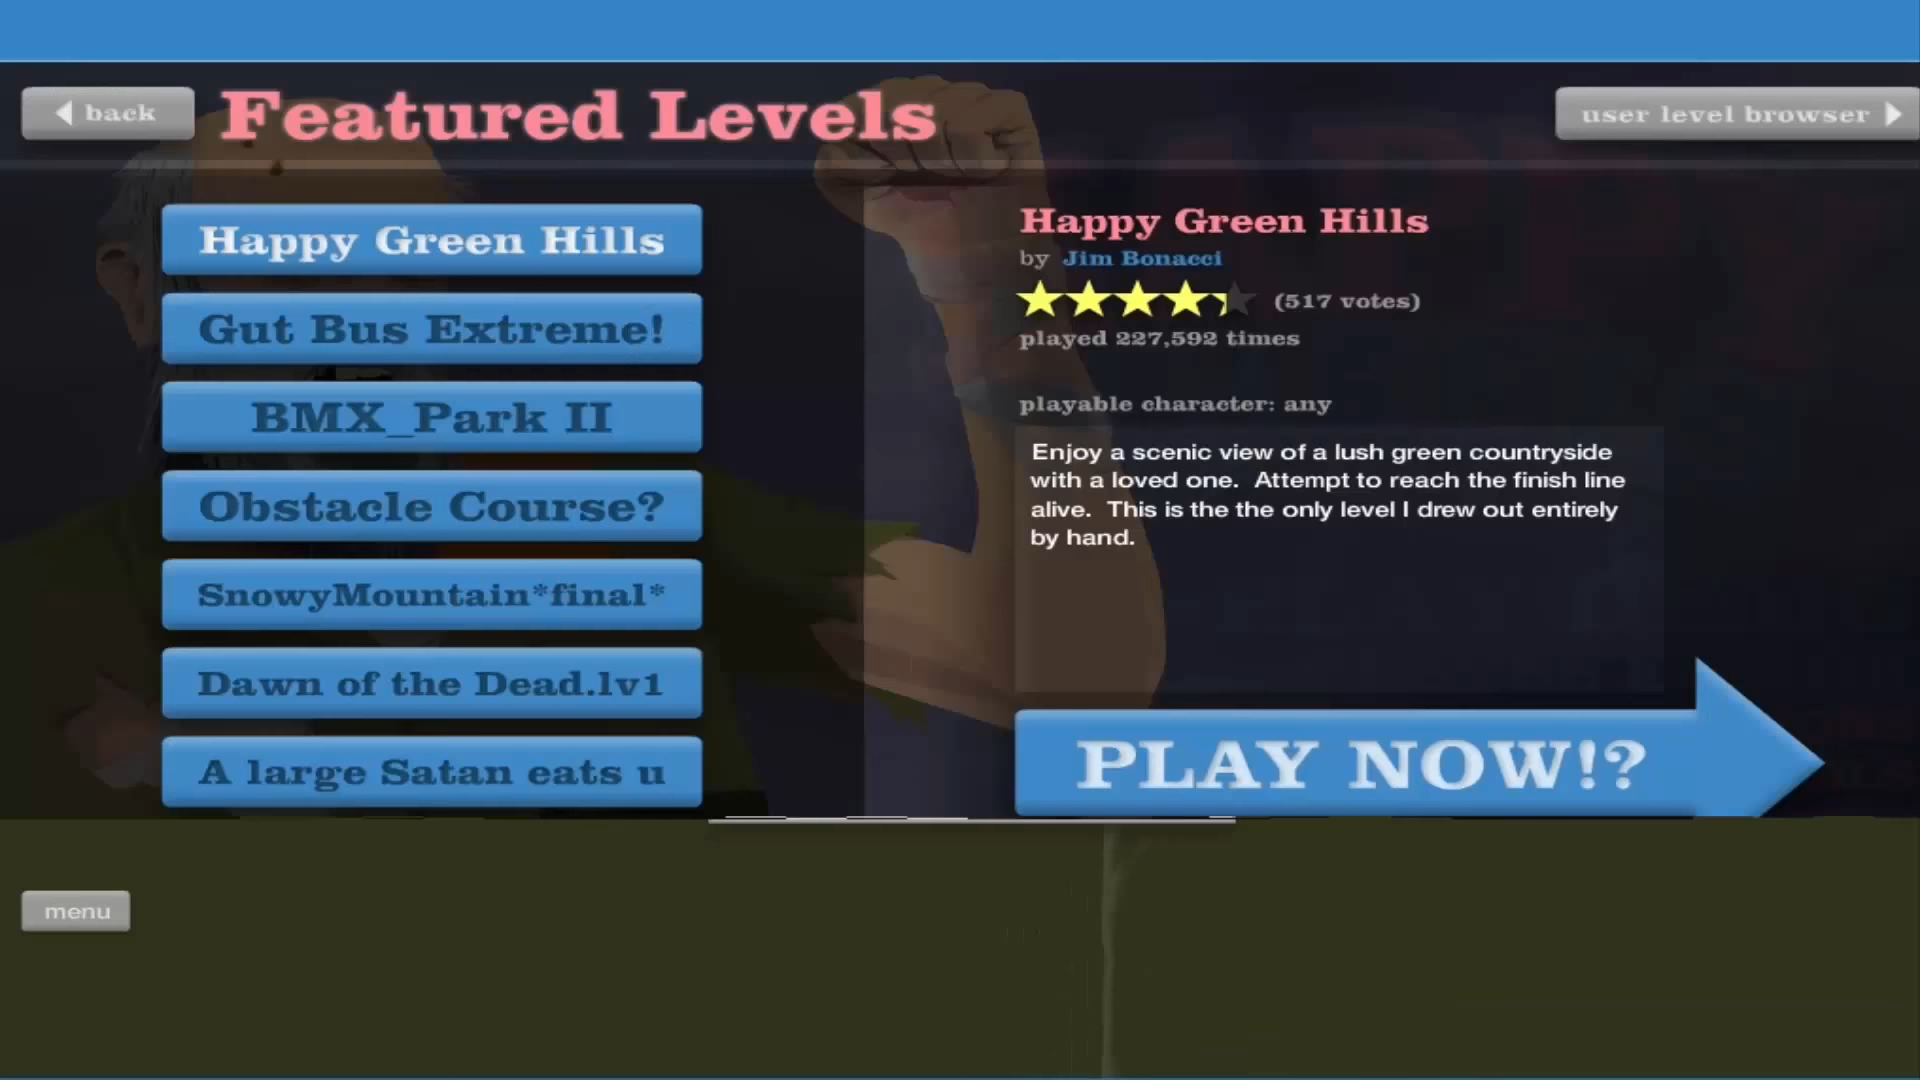 back
Featured Levels
user level browser
Happy Green Hills
Gut Bus Extreme!
BMX_Park II
Obstacle Course?
SnowyMountain*final*
Dawn of the Dead.lv1
A large Satan eats u
Happy Green Hills
by Jim Bonacci
(517 votes)
played 227,592 times
playable character: any
Enjoy a scenic view of a lush green countryside
with a loved one. Attempt to reach the finish line
alive. This is the the only level I drew out entirely
by hand.
PLAY NOW!?
menu